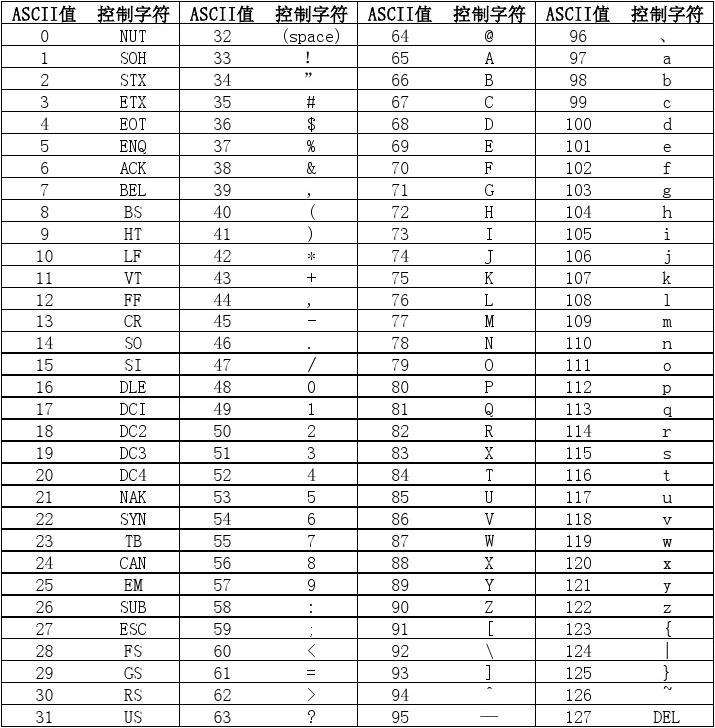 ASCII值 控制字符 ASCII值 控制字符 ASCII值 控制字符 ASCII值 控制字符
0 NUT 32 (space) 64 @ 96 、
1 SOH 33 ! 65 A 97 a
2 STX 34 ” 66 B 98 b
3 ETX 35 # 67 C 99 c
4 EOT 36 $ 68 D 100 d
5 ENQ 37 % 69 E 101 e
6 ACK 38 & 70 F 102 f
7 BEL 39 , 71 G 103 g
8 BS 40 ( 72 H 104 h
9 HT 41 ) 73 I 105 i
10 LF 42 * 74 J 106 j
11 VT 43 + 75 K 107 k
12 FF 44 , 76 L 108 l
13 CR 45 - 77 M 109 m
14 SO 46 . 78 N 110 n
15 SI 47 / 79 O 111 o
16 DLE 48 0 80 P 112 p
17 DCI 49 1 81 Q 113 q
18 DC2 50 2 82 R 114 r
19 DC3 51 3 83 X 115 s
20 DC4 52 4 84 T 116 t
21 NAK 53 5 85 U 117 u
22 SYN 54 6 86 V 118 v
23 TB 55 7 87 W 119 w
24 CAN 56 8 88 X 120 x
25 EM 57 9 89 Y 121 y
26 SUB 58 : 90 Z 122 z
27 ESC 59 ; 91 [ 123 {
28 FS 60 < 92 \ 124 |
29 GS 61 = 93 ] 125 }
30 RS 62 > 94 ^ 126 ~
31 US 63 ? 95 — 127 DEL